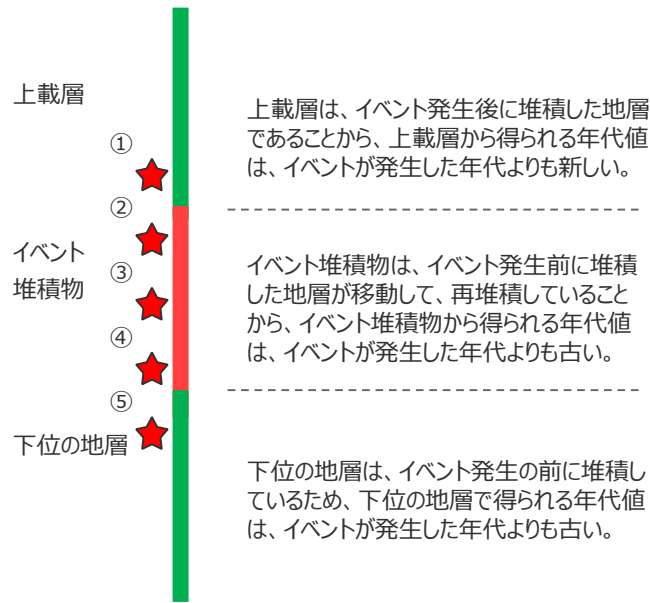 上載層
上載層は、イベント発生後に堆積した地層
であることから、上載層から得られる年代値
は、イベントが発生した年代よりも新しい。
①
②
イベント
堆積物
③
④
イベント堆積物は、イベント発生前に堆積
した地層が移動して、再堆積していること
から、イベント堆積物から得られる年代値
は、イベントが発生した年代よりも古い。
⑤
下位の地層
下位の地層は、イベント発生の前に堆積し
ているため、下位の地層で得られる年代値
は、イベントが発生した年代よりも古い。